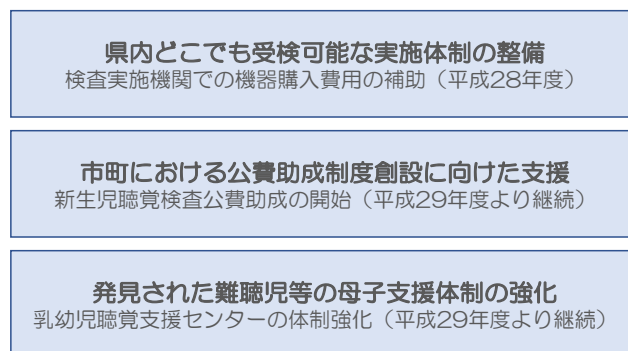 県内どこでも受検可能な実施体制の整備
検査実施機関での機器購入費用の補助（平成28年度）
市町における公費助成制度創設に向けた支援
新生児聴覚検査公費助成の開始（平成29年度より継続）
発見された難聴児等の母子支援体制の強化
乳幼児聴覚支援センターの体制強化（平成29年度より継続）